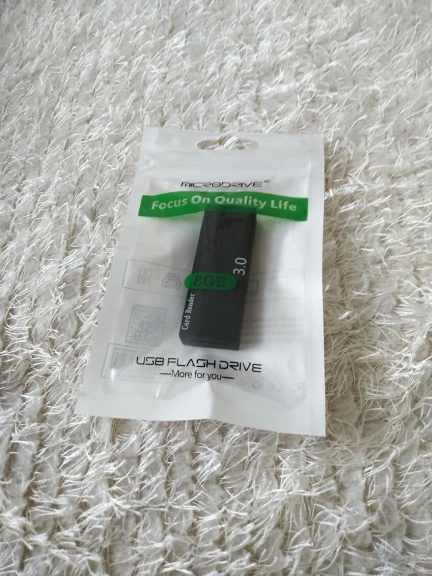 MICRODRIVE®
Focus On Quality Life
3.0
8GB
Card Reader
USB FLASH DRIVE
—More for you—